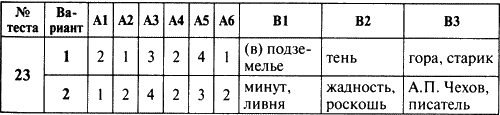 № теста Ва-риант А1 А2 А3 А4 А5 А6 В1 В2 В3
23 1 2 1 3 2 4 1 (в) подзе-мелье тень гора, старик
2 1 2 4 2 3 2 минут, ливня жадность, роскошь А.П. Чехов, писатель